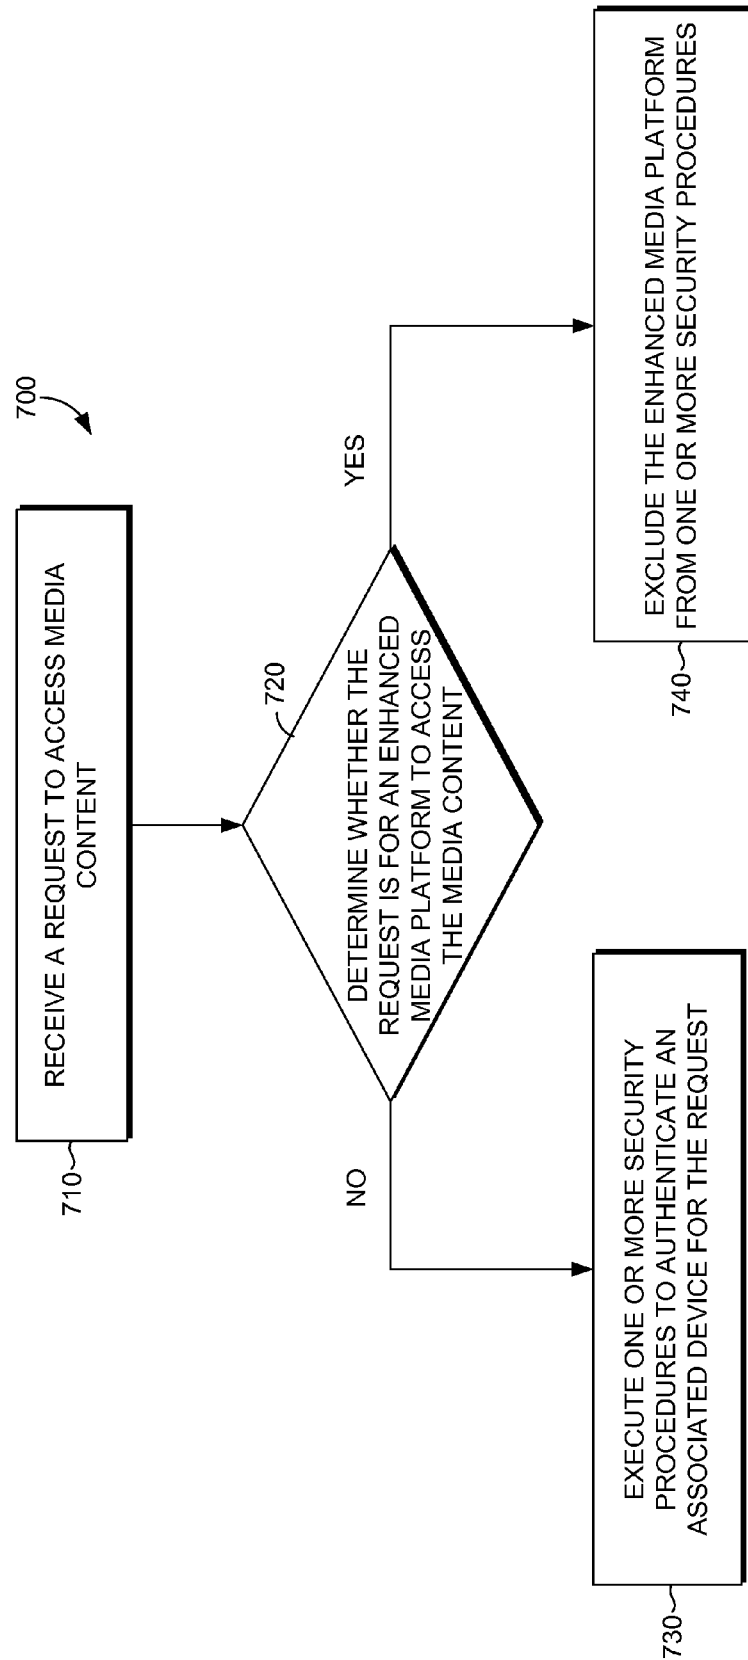 700
RECEIVE A REQUEST TO ACCESS MEDIA
CONTENT
710
720
DETERMINE WHETHER THE
REQUEST IS FOR AN ENHANCED
MEDIA PLATFORM TO ACCESS
THE MEDIA CONTENT
NO
YES
EXECUTE ONE OR MORE SECURITY
PROCEDURES TO AUTHENTICATE AN
ASSOCIATED DEVICE FOR THE REQUEST
730
EXCLUDE THE ENHANCED MEDIA PLATFORM
FROM ONE OR MORE SECURITY PROCEDURES
740